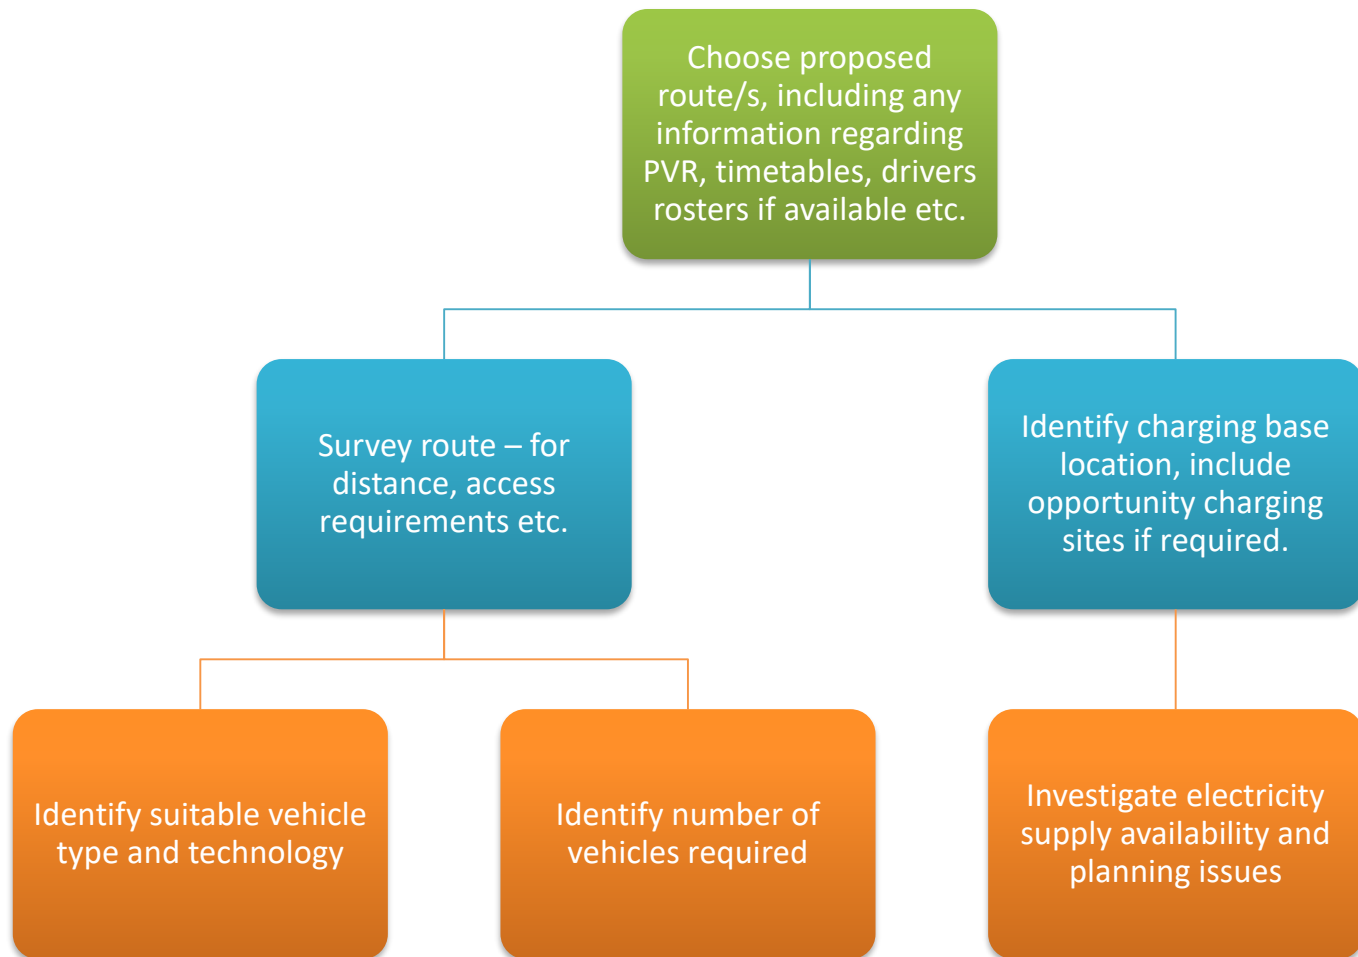 Choose proposed
route/s, including any
information regarding
PVR, timetables, drivers
rosters if available etc.
Survey route – for
distance, access
requirements etc.
Identify charging base
location, include
opportunity charging
sites if required.
Identify suitable vehicle
type and technology
Identify number of
vehicles required
Investigate electricity
supply availability and
planning issues